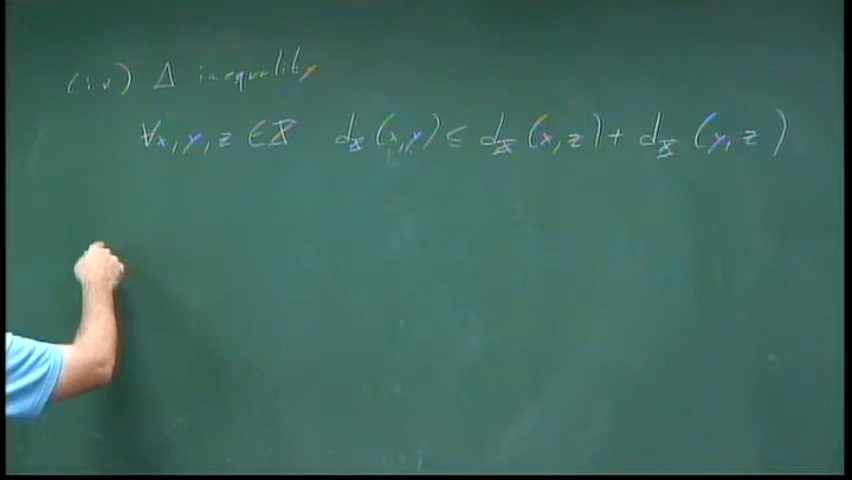 (iv) Δ inequality
∀x, y, z ∈ X d_X (x, y) ≤ d_X (x, z) + d_X (y, z)